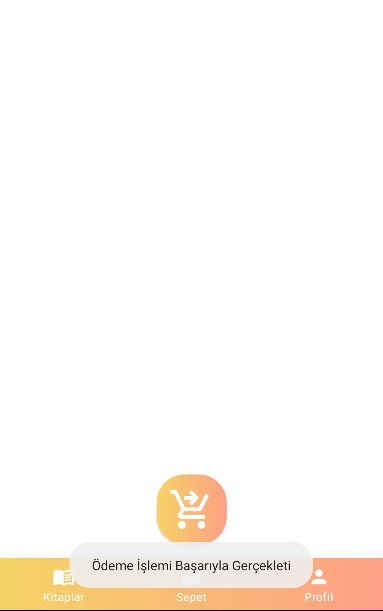 Ödeme İşlemi Başarıyla Gerçekleti
Kitaplar
Sepet
Profil